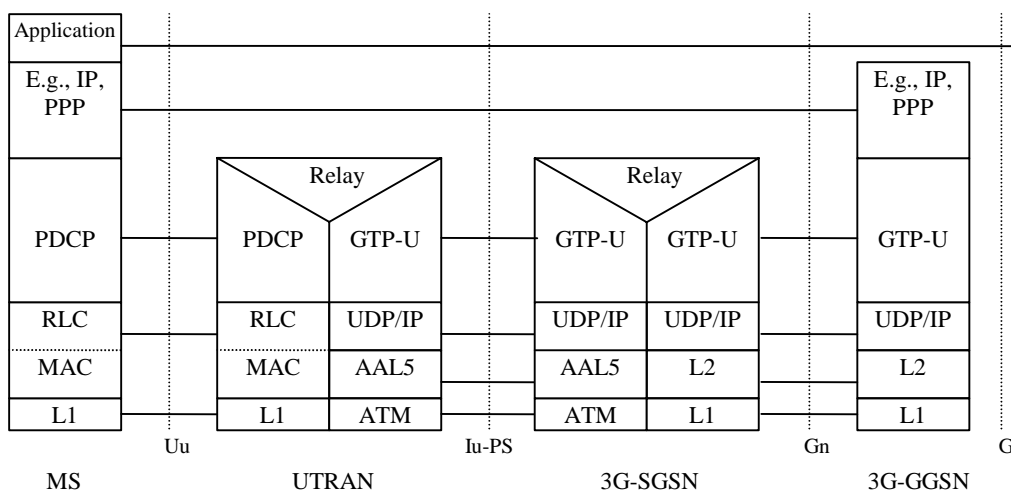 Application
E.g., IP,
PPP
E.g., IP,
PPP
Relay
Relay
PDCP
PDCP
GTP-U
GTP-U
GTP-U
GTP-U
RLC
RLC
UDP/IP
UDP/IP
UDP/IP
UDP/IP
MAC
MAC
AAL5
AAL5
L2
L2
L1
L1
ATM
ATM
L1
L1
Uu
Iu-PS
Gn
G
MS
UTRAN
3G-SGSN
3G-GGSN